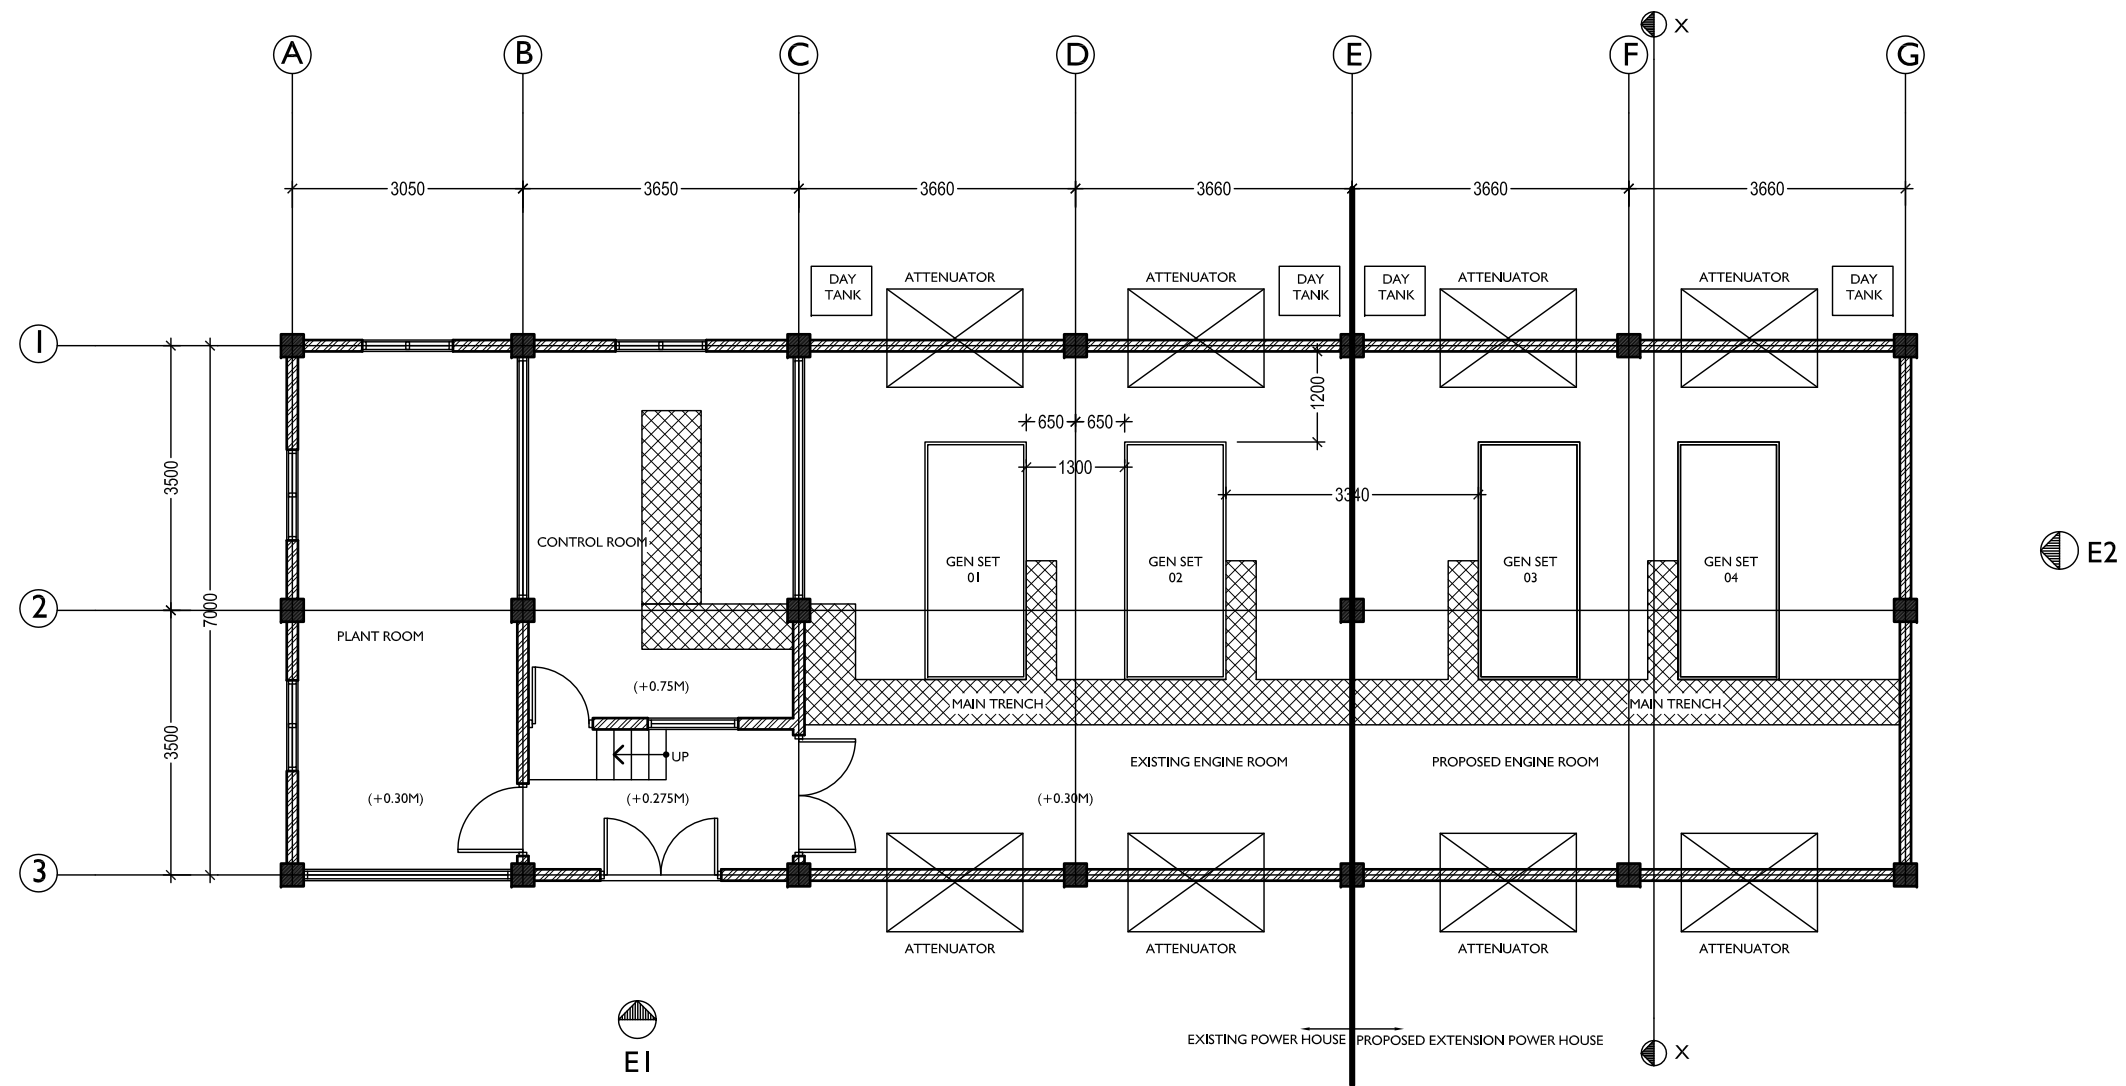 X
A
B
C
D
E
F
G
3050
3650
3660
3660
3660
3660
DAY
TANK
ATTENUATOR
ATTENUATOR
DAY
TANK
DAY
TANK
ATTENUATOR
ATTENUATOR
DAY
TANK
1
1200
650
650
1300
3500
7000
3340
CONTROL ROOM
GEN SET
01
GEN SET
02
GEN SET
03
GEN SET
04
E2
2
PLANT ROOM
(+0.75M)
MAIN TRENCH
MAIN TRENCH
3500
UP
EXISTING ENGINE ROOM
PROPOSED ENGINE ROOM
(+0.30M)
(+0.275M)
(+0.30M)
3
ATTENUATOR
ATTENUATOR
ATTENUATOR
ATTENUATOR
E1
EXISTING POWER HOUSE
PROPOSED EXTENSION POWER HOUSE
X